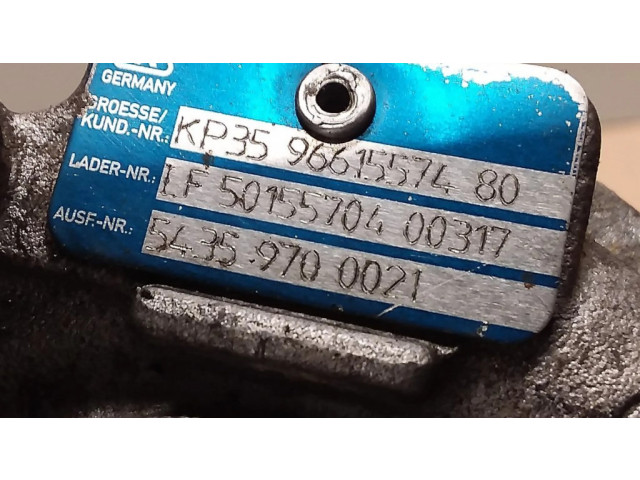 GERMANY
GROESSE/
KUND.-NR.: KP35 96615574 80
LADER-NR.: LF 50155704 00317
AUSF.-NR.: 5435 -970 0021